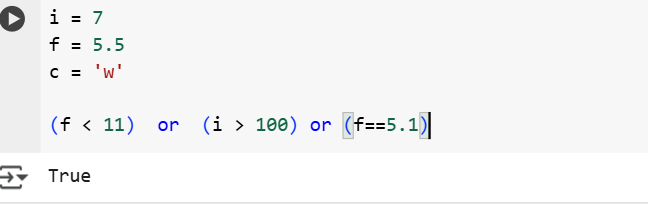 i = 7
f = 5.5
c = 'w'
(f < 11)  or  (i > 100) or (f==5.1)
True